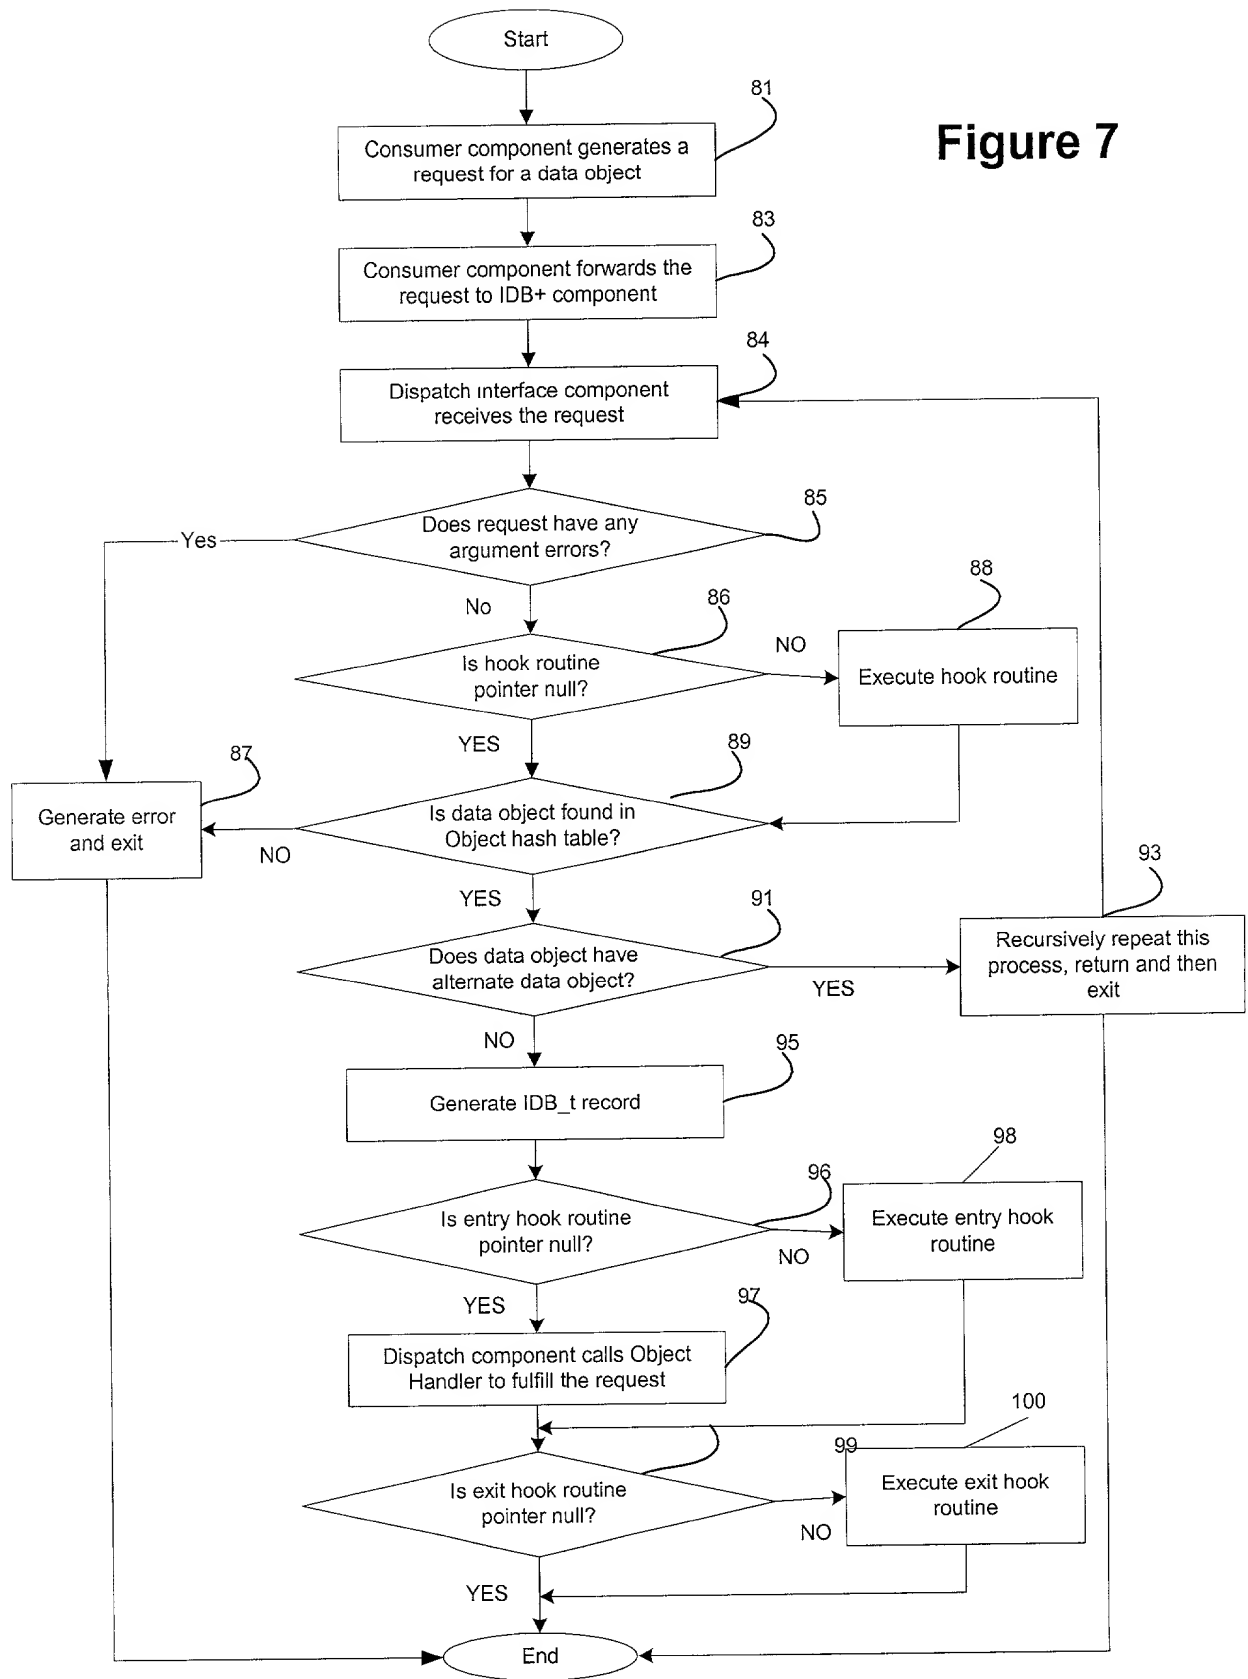 Start
81
Figure 7
Consumer component generates a
request for a data object
83
Consumer component forwards the
request to IDB+ component
84
Dispatch interface component
receives the request
85
Does request have any
argument errors?
Yes
No
86
88
Is hook routine
pointer null?
NO
Execute hook routine
YES
87
89
Generate error
and exit
Is data object found in
Object hash table?
NO
YES
91
93
Does data object have
alternate data object?
YES
Recursively repeat this
process, return and then
exit
NO
95
Generate IDB_t record
96
98
Is entry hook routine
pointer null?
NO
Execute entry hook
routine
YES
97
Dispatch component calls Object
Handler to fulfill the request
100
99
Is exit hook routine
pointer null?
NO
Execute exit hook
routine
YES
End